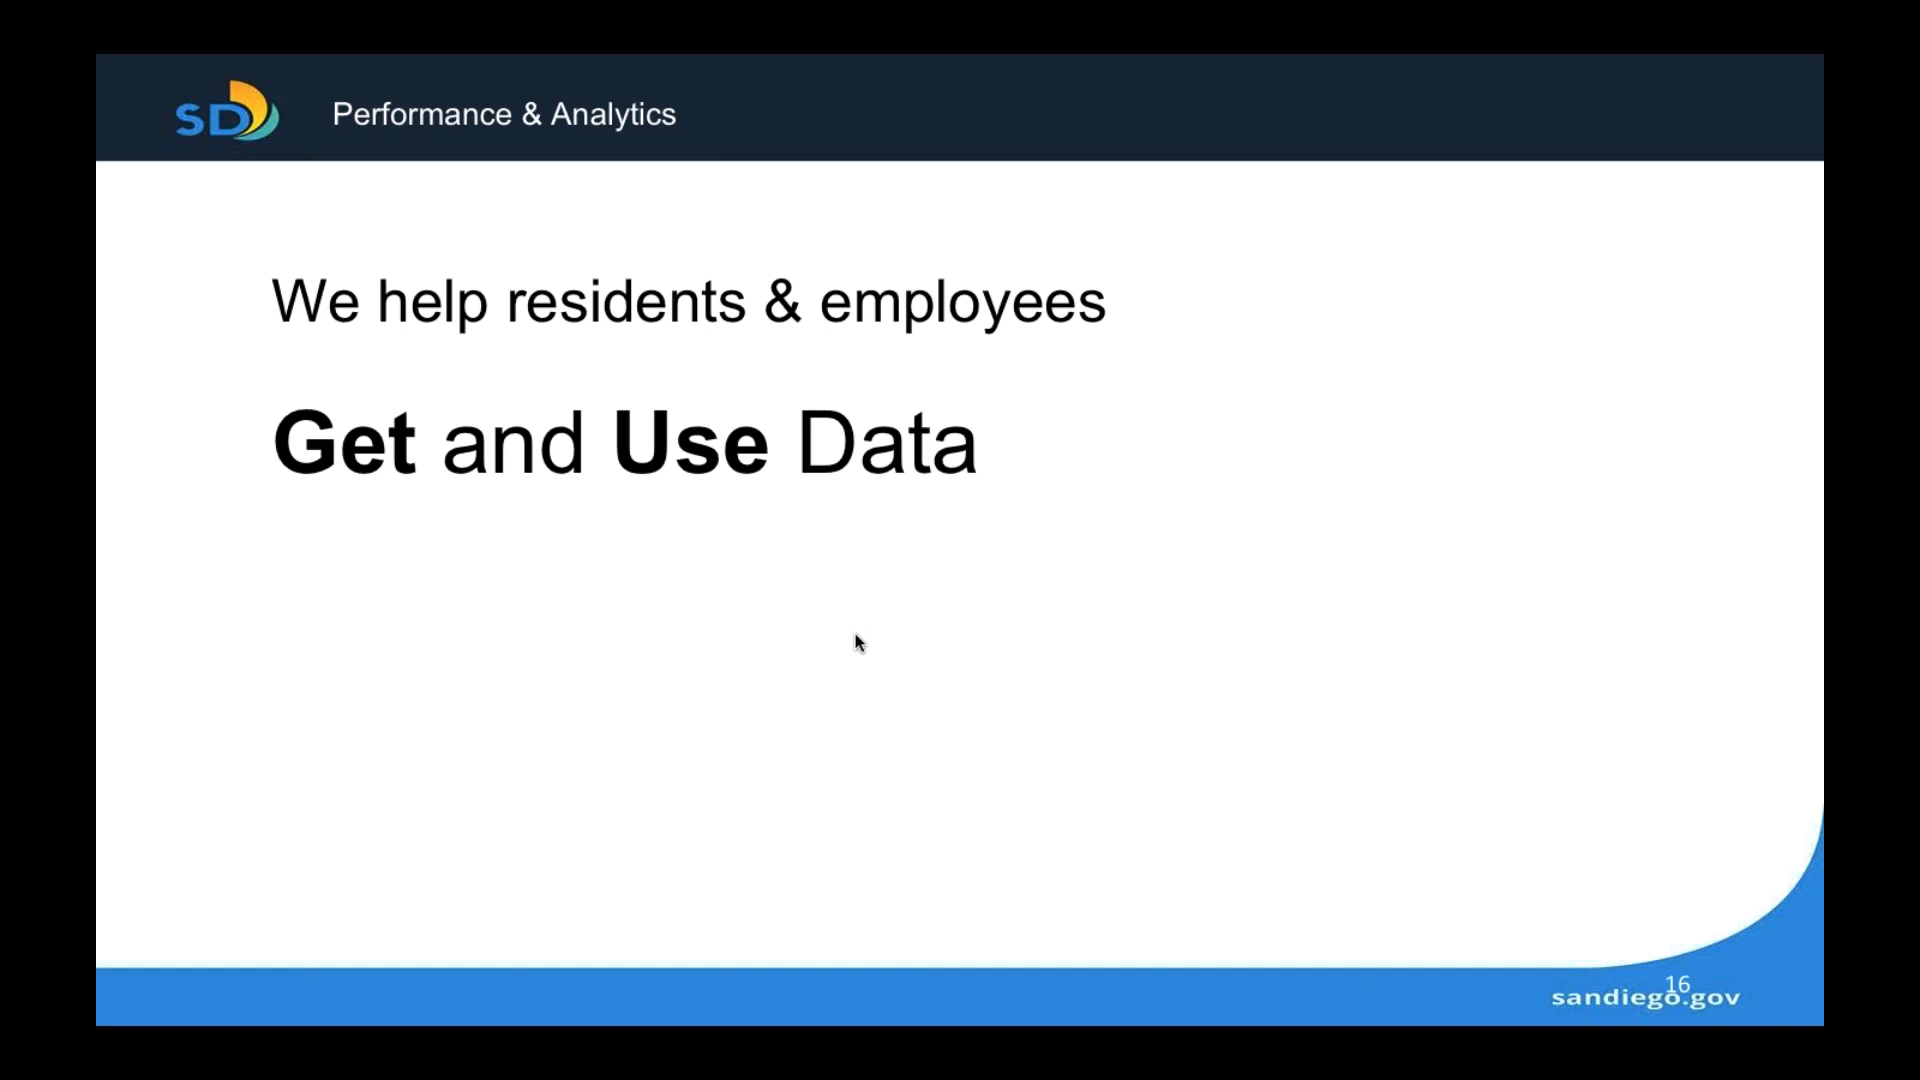 SD
Performance & Analytics
We help residents & employees
Get and Use Data
16
sandiego.gov